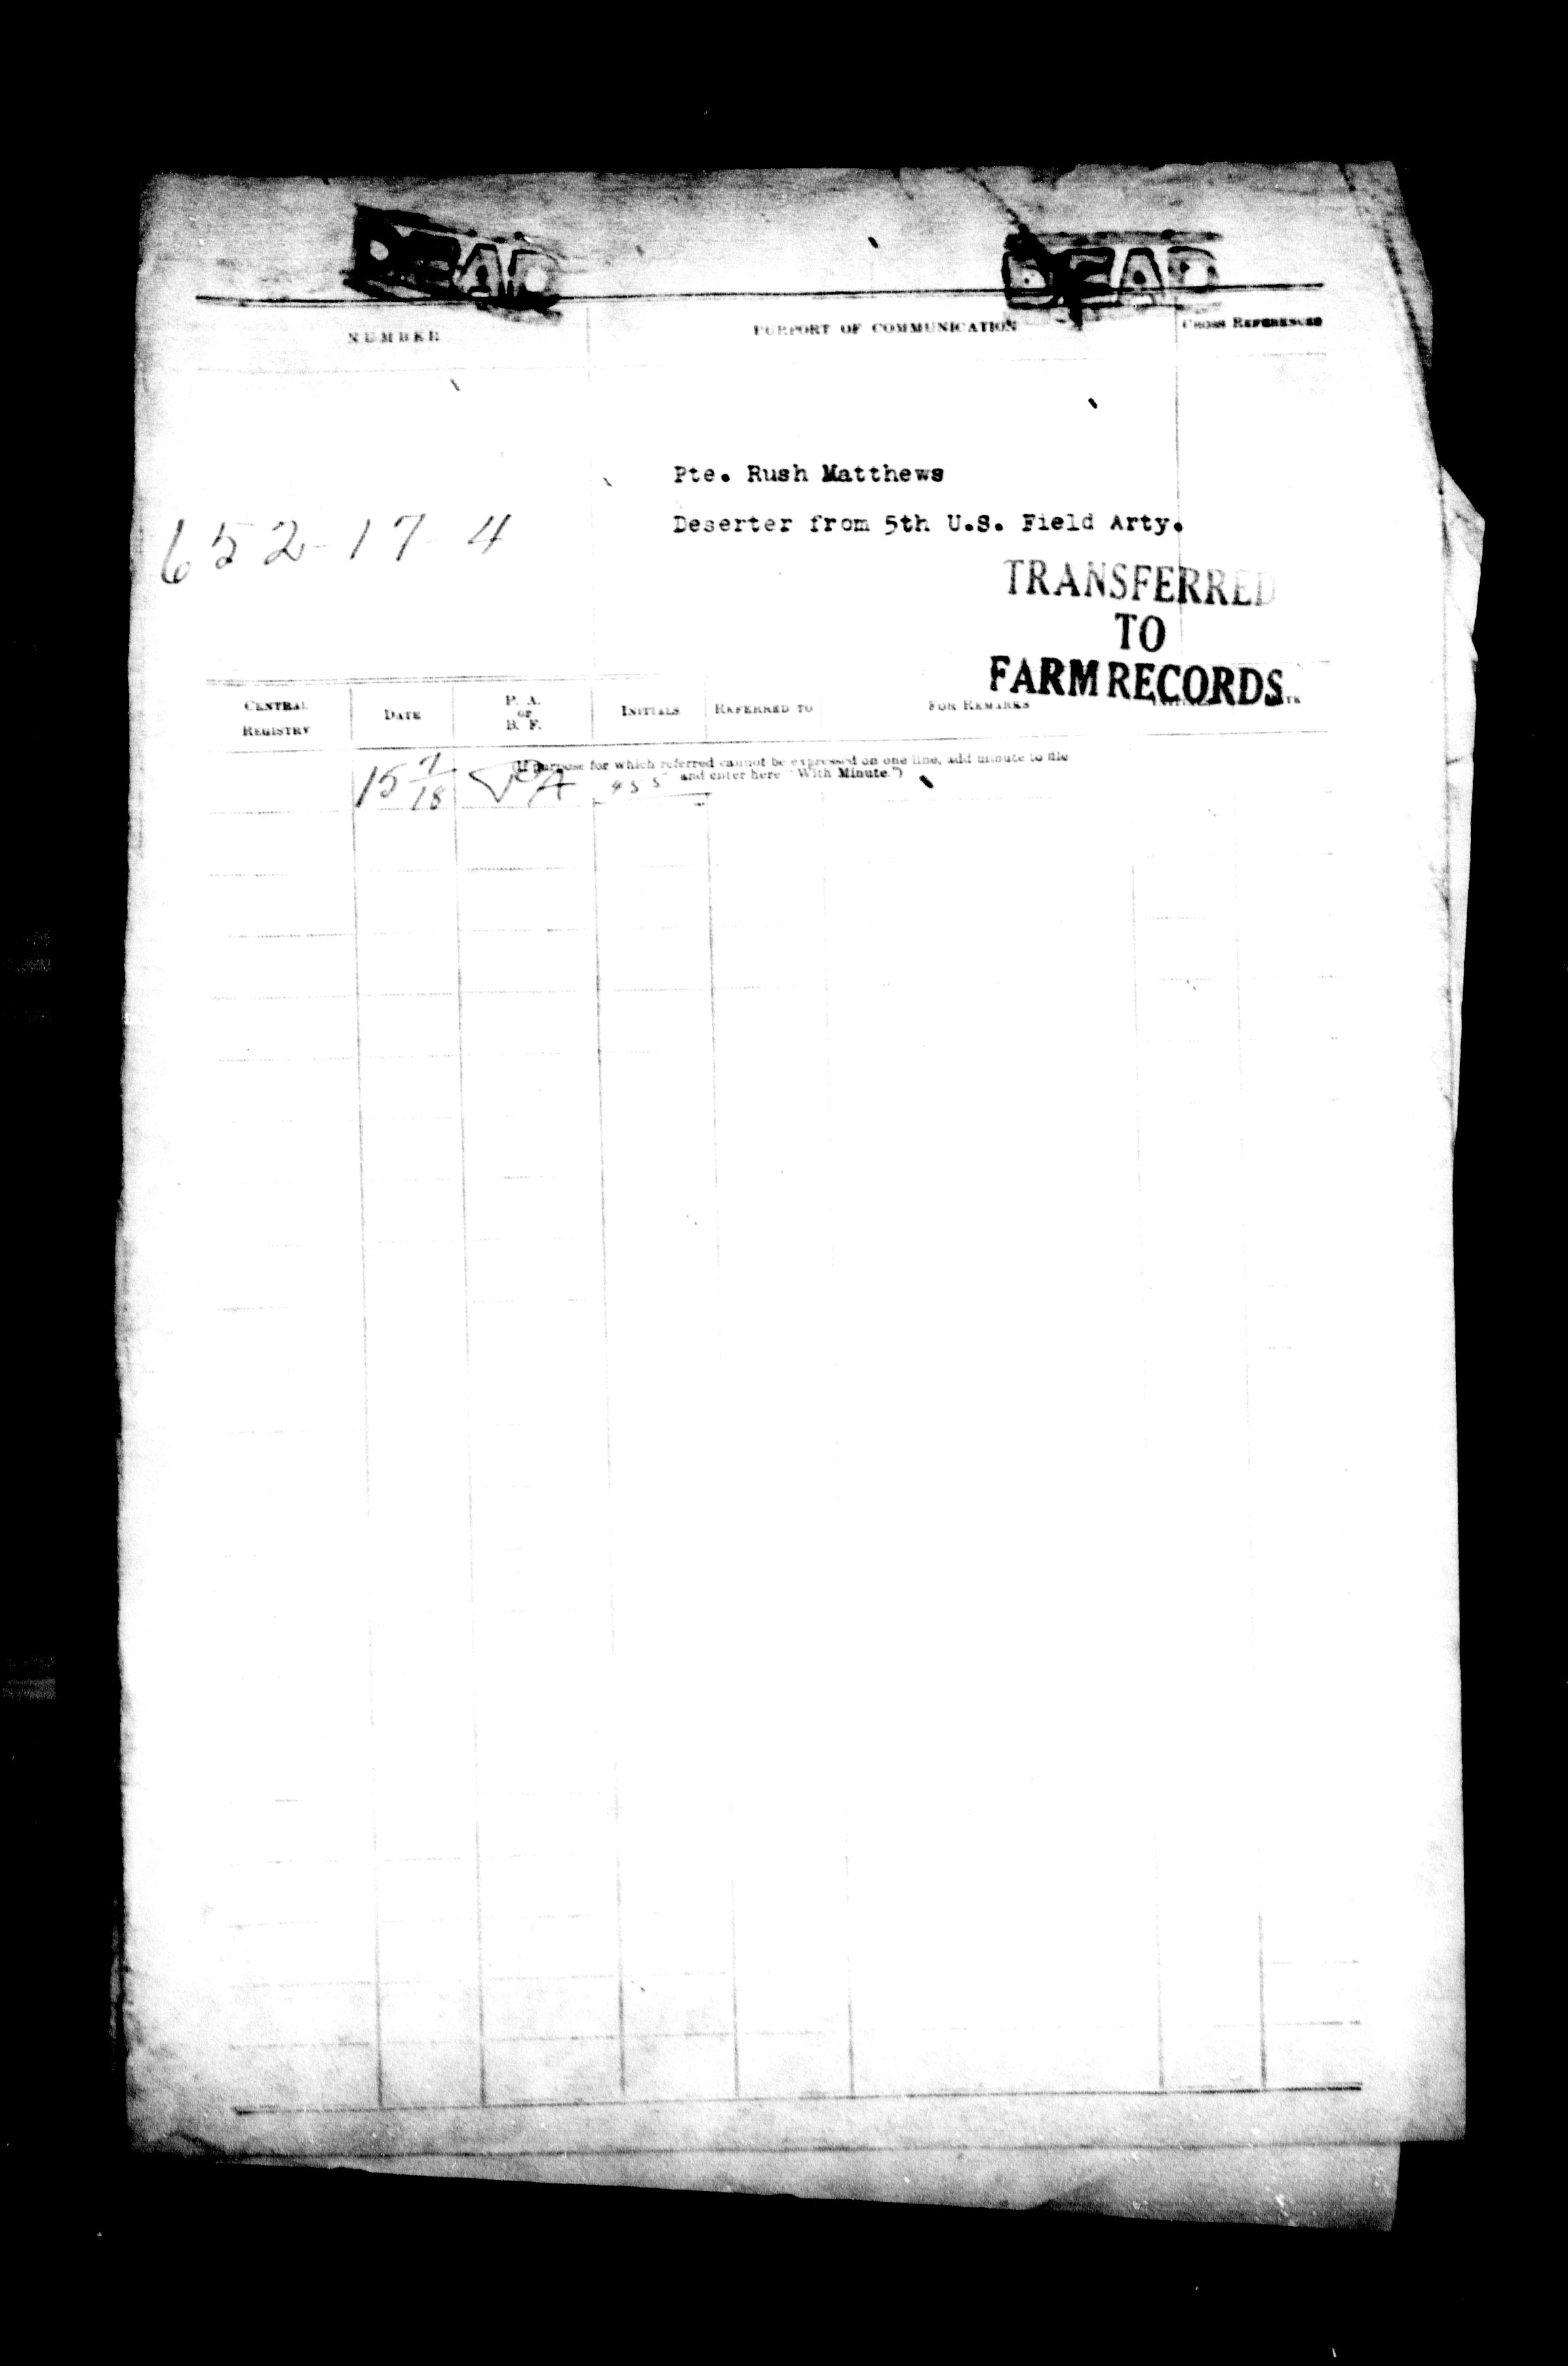 DEAD DEAD
NUMBER PURPORT OF COMMUNICATION CROSS REFERENCES
Pte. Rush Matthews
652-17-4 Deserter from 5th U.S. Field Arty.
TRANSFERRED
TO
FARM RECORDS
CENTRAL REGISTRY DATE P. A. or B. F. INITIALS REFERRED TO FOR REMARKS
(If purpose for which referred cannot be expressed on one line, add minute to file
and enter here "With Minute.")
15 7/18 PA